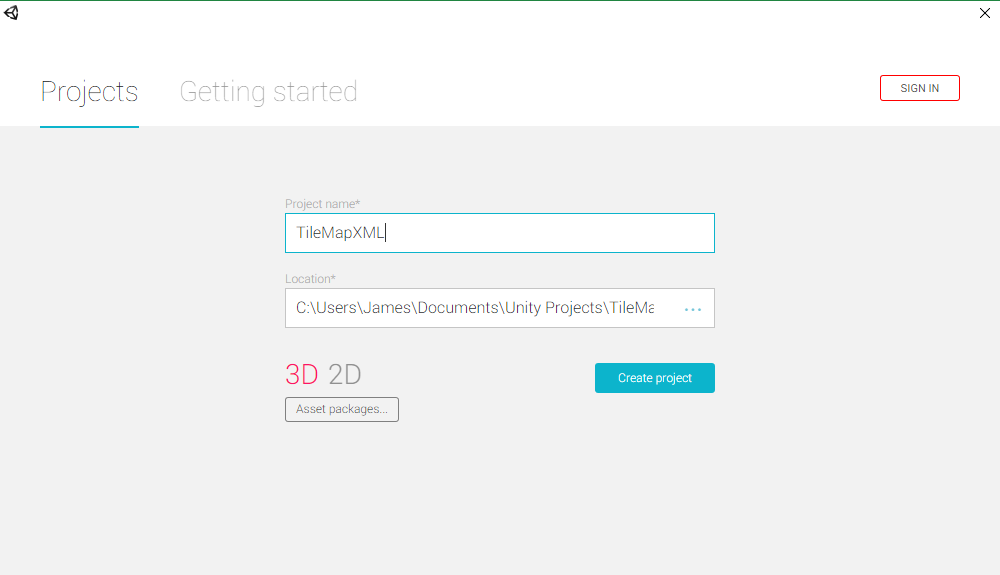 Projects Getting started SIGN IN
Project name*
TileMapXML
Location*
C:\Users\James\Documents\Unity Projects\TileMa ...
3D 2D Create project
Asset packages...